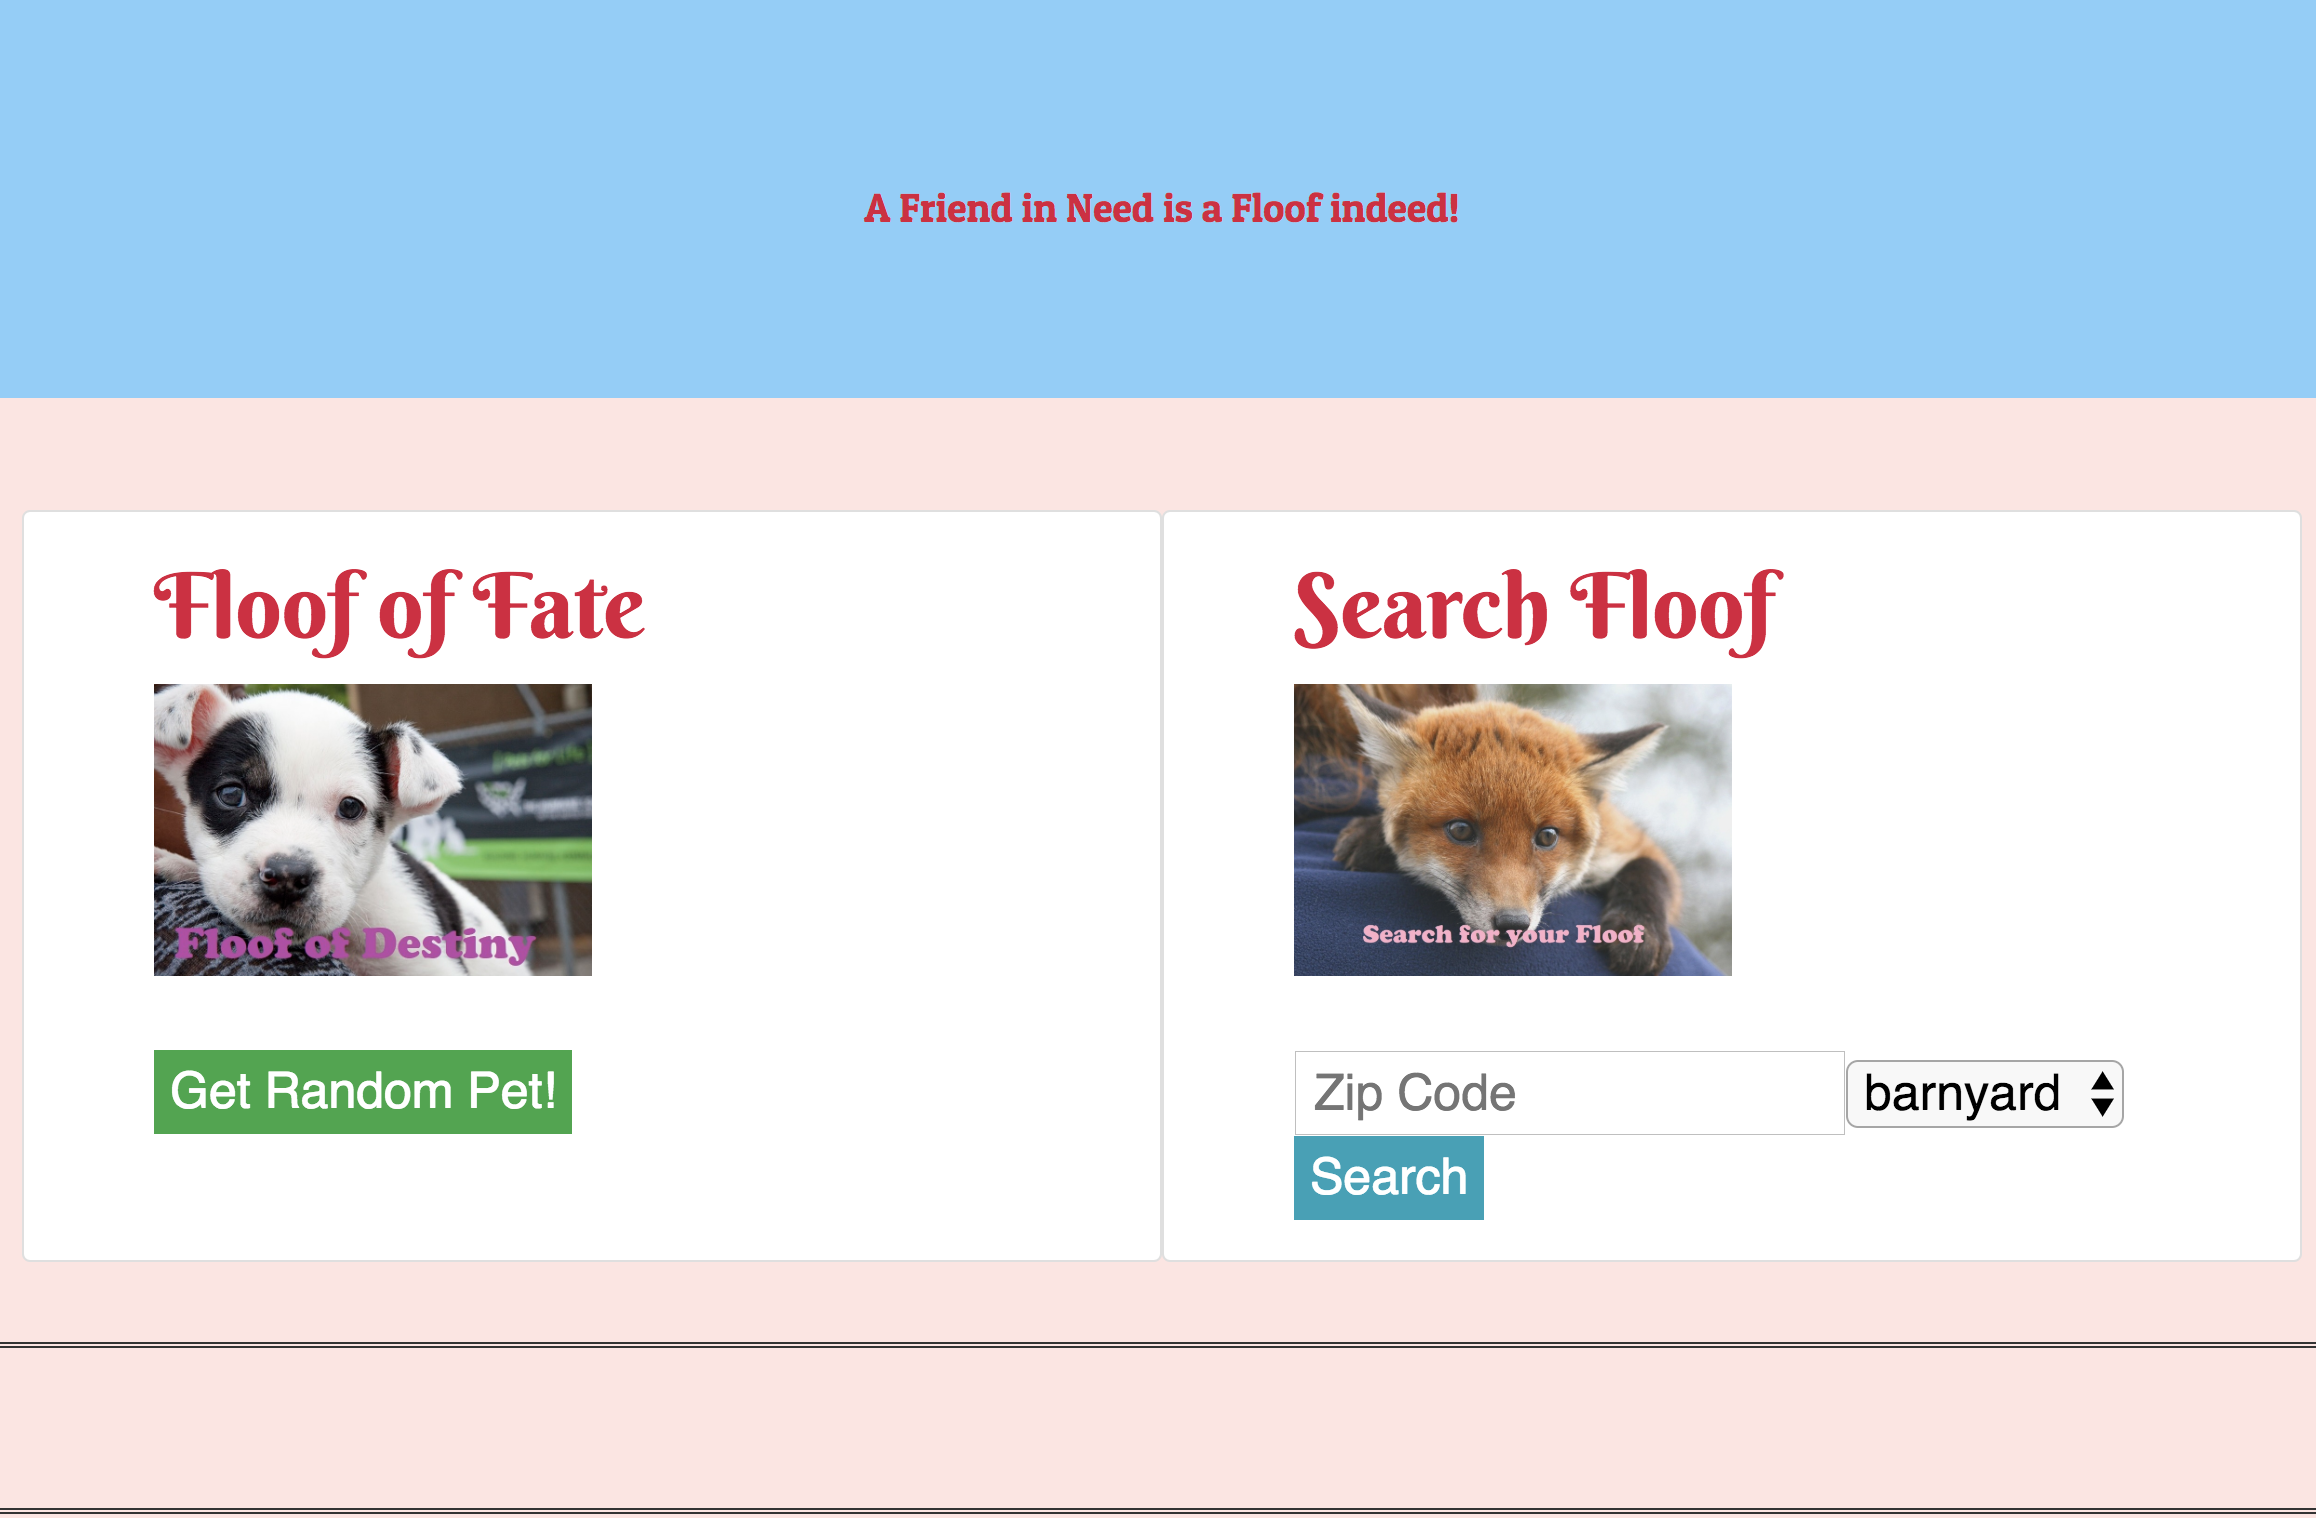 A Friend in Need is a Floof indeed!
Floof of Fate
Floof of Destiny
Get Random Pet!
Search Floof
Search for your Floof
Zip Code
barnyard
Search